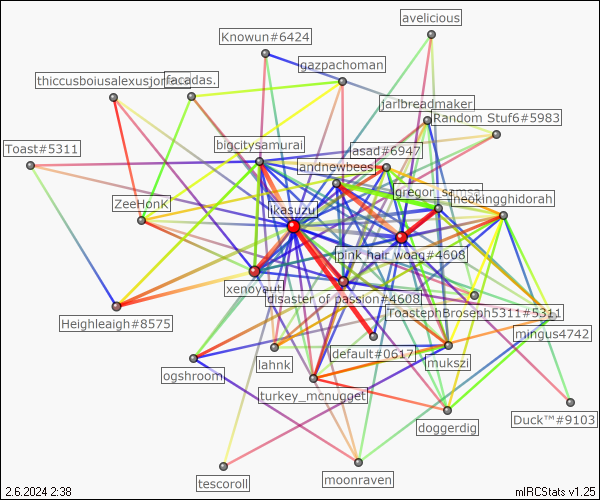 avelicious
Knowun#6424
gazpachoman
thiccusboiusalexusjor
facadas.
jarlbreadmaker
Random Stuf6#5983
Toast#5311
bigcitysamurai
asad#6947
andnewbees
gregor_samsa
neokingghidorah
ZeeHonK
ikasuzu
pink hair woag#4608
xenoyaut
disaster of passion#4608
ToastephBroseph5311#5311
Heighleaigh#8575
mingus4742
default#0617
lahnk
mukszi
ogshroom
turkey_mcnugget
doggerdig
Duck™#9103
tescoroll
moonraven
2.6.2024 2:38
mIRCStats v1.25